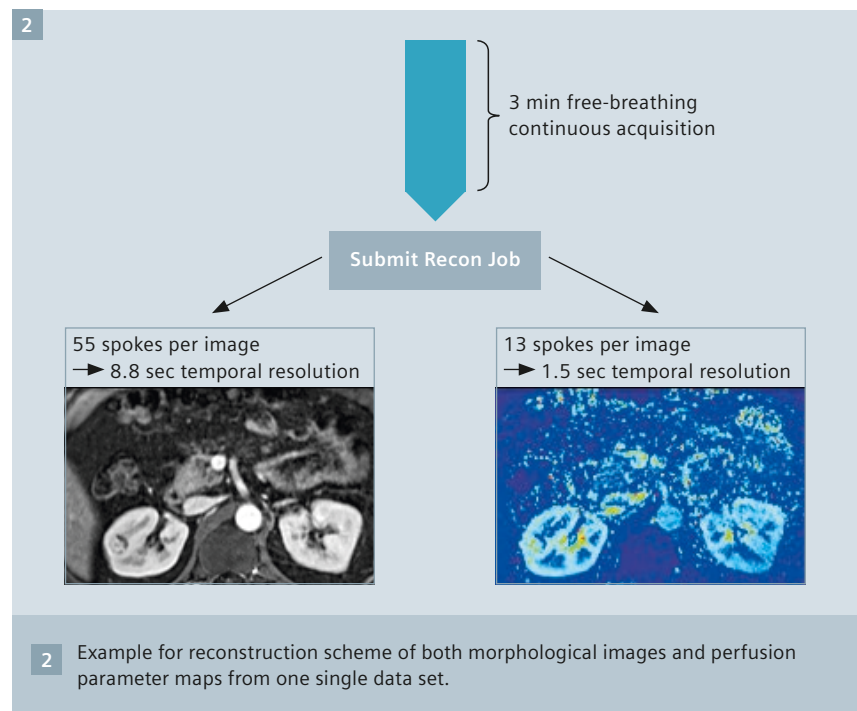 2
3 min free-breathing
continuous acquisition
Submit Recon Job
55 spokes per image
→ 8.8 sec temporal resolution
13 spokes per image
→ 1.5 sec temporal resolution
2 Example for reconstruction scheme of both morphological images and perfusion
parameter maps from one single data set.